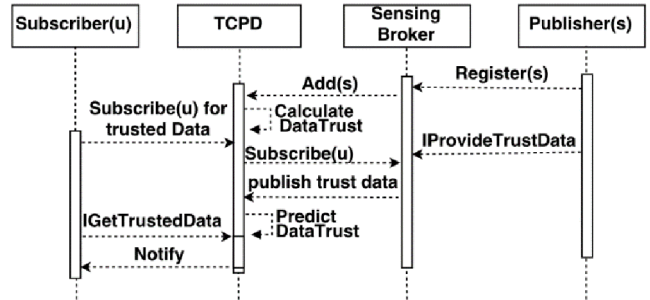 Subscriber(u)
TCPD
Sensing
Broker
Publisher(s)
Register(s)
Add(s)
Calculate
DataTrust
Subscribe(u) for
trusted Data
IProvideTrustData
Subscribe(u)
publish trust data
Predict
DataTrust
IGetTrustedData
Notify